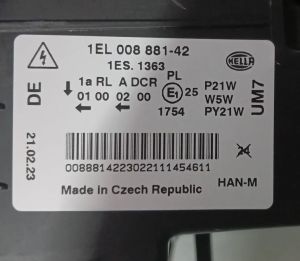 1EL 008 881-42
HELLA
1ES. 1363
1a RL A DCR PL
01 00 02 00
E1 25
1754
P21W
W5W
PY21W
UM7
DE
21.02.23
24
0088814223022111454611
Made in Czech Republic
HAN-M